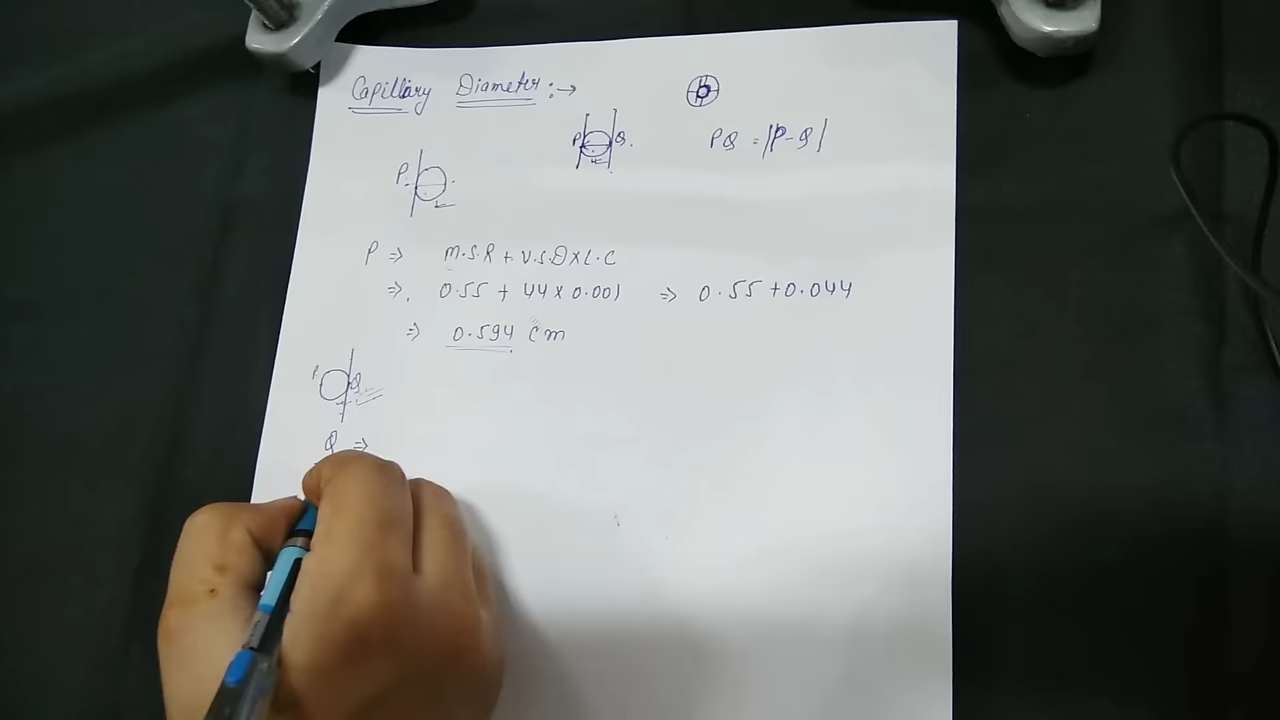 Capillary Diameter :→
P Q . PQ = |P-Q|
P.
P ⇒ M.S.R + V.S.D X L.C
⇒. 0.55 + 44 X 0.001 ⇒ 0.55 + 0.044
⇒ 0.594 cm
P Q
Q ⇒